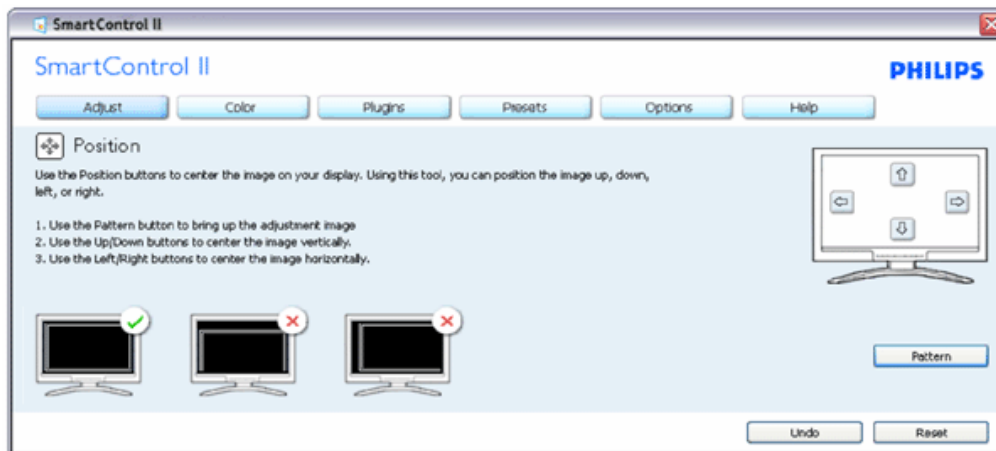 SmartControl II
SmartControl II
PHILIPS
Adjust Color Plugins Presets Options Help
Position
Use the Position buttons to center the image on your display. Using this tool, you can position the image up, down,
left, or right.
1. Use the Pattern button to bring up the adjustment image
2. Use the Up/Down buttons to center the image vertically.
3. Use the Left/Right buttons to center the image horizontally.
Pattern
Undo Reset